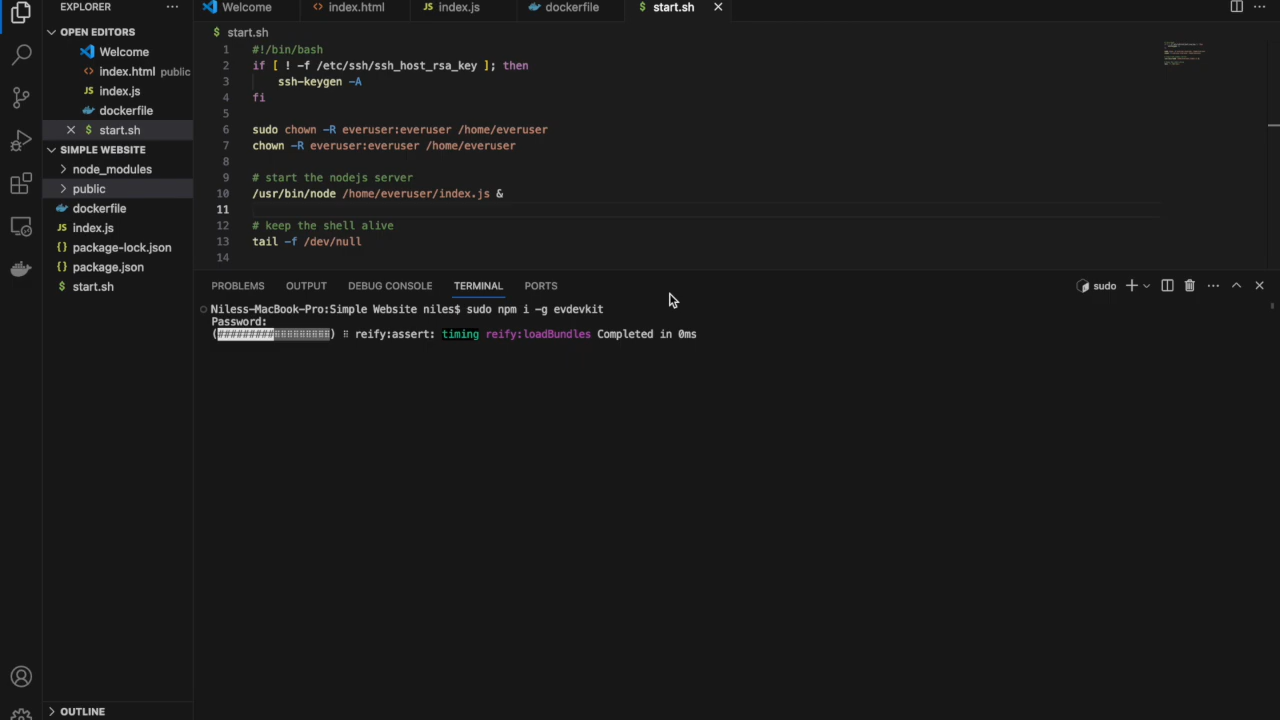 EXPLORER
OPEN EDITORS
Welcome
index.html public
JS index.js
dockerfile
$ start.sh
SIMPLE WEBSITE
node_modules
public
dockerfile
JS index.js
{} package-lock.json
{} package.json
$ start.sh
OUTLINE
Welcome
<> index.html
JS index.js
dockerfile
$ start.sh
$ start.sh
1 #!/bin/bash
2 if [ ! -f /etc/ssh/ssh_host_rsa_key ]; then
3 ssh-keygen -A
4 fi
5
6 sudo chown -R everuser:everuser /home/everuser
7 chown -R everuser:everuser /home/everuser
8
9 # start the nodejs server
10 /usr/bin/node /home/everuser/index.js &
11
12 # keep the shell alive
13 tail -f /dev/null
14
PROBLEMS OUTPUT DEBUG CONSOLE TERMINAL PORTS
sudo
Niless-MacBook-Pro:Simple Website niles$ sudo npm i -g evdevkit
Password:
reify:assert: timing reify:loadBundles Completed in 0ms